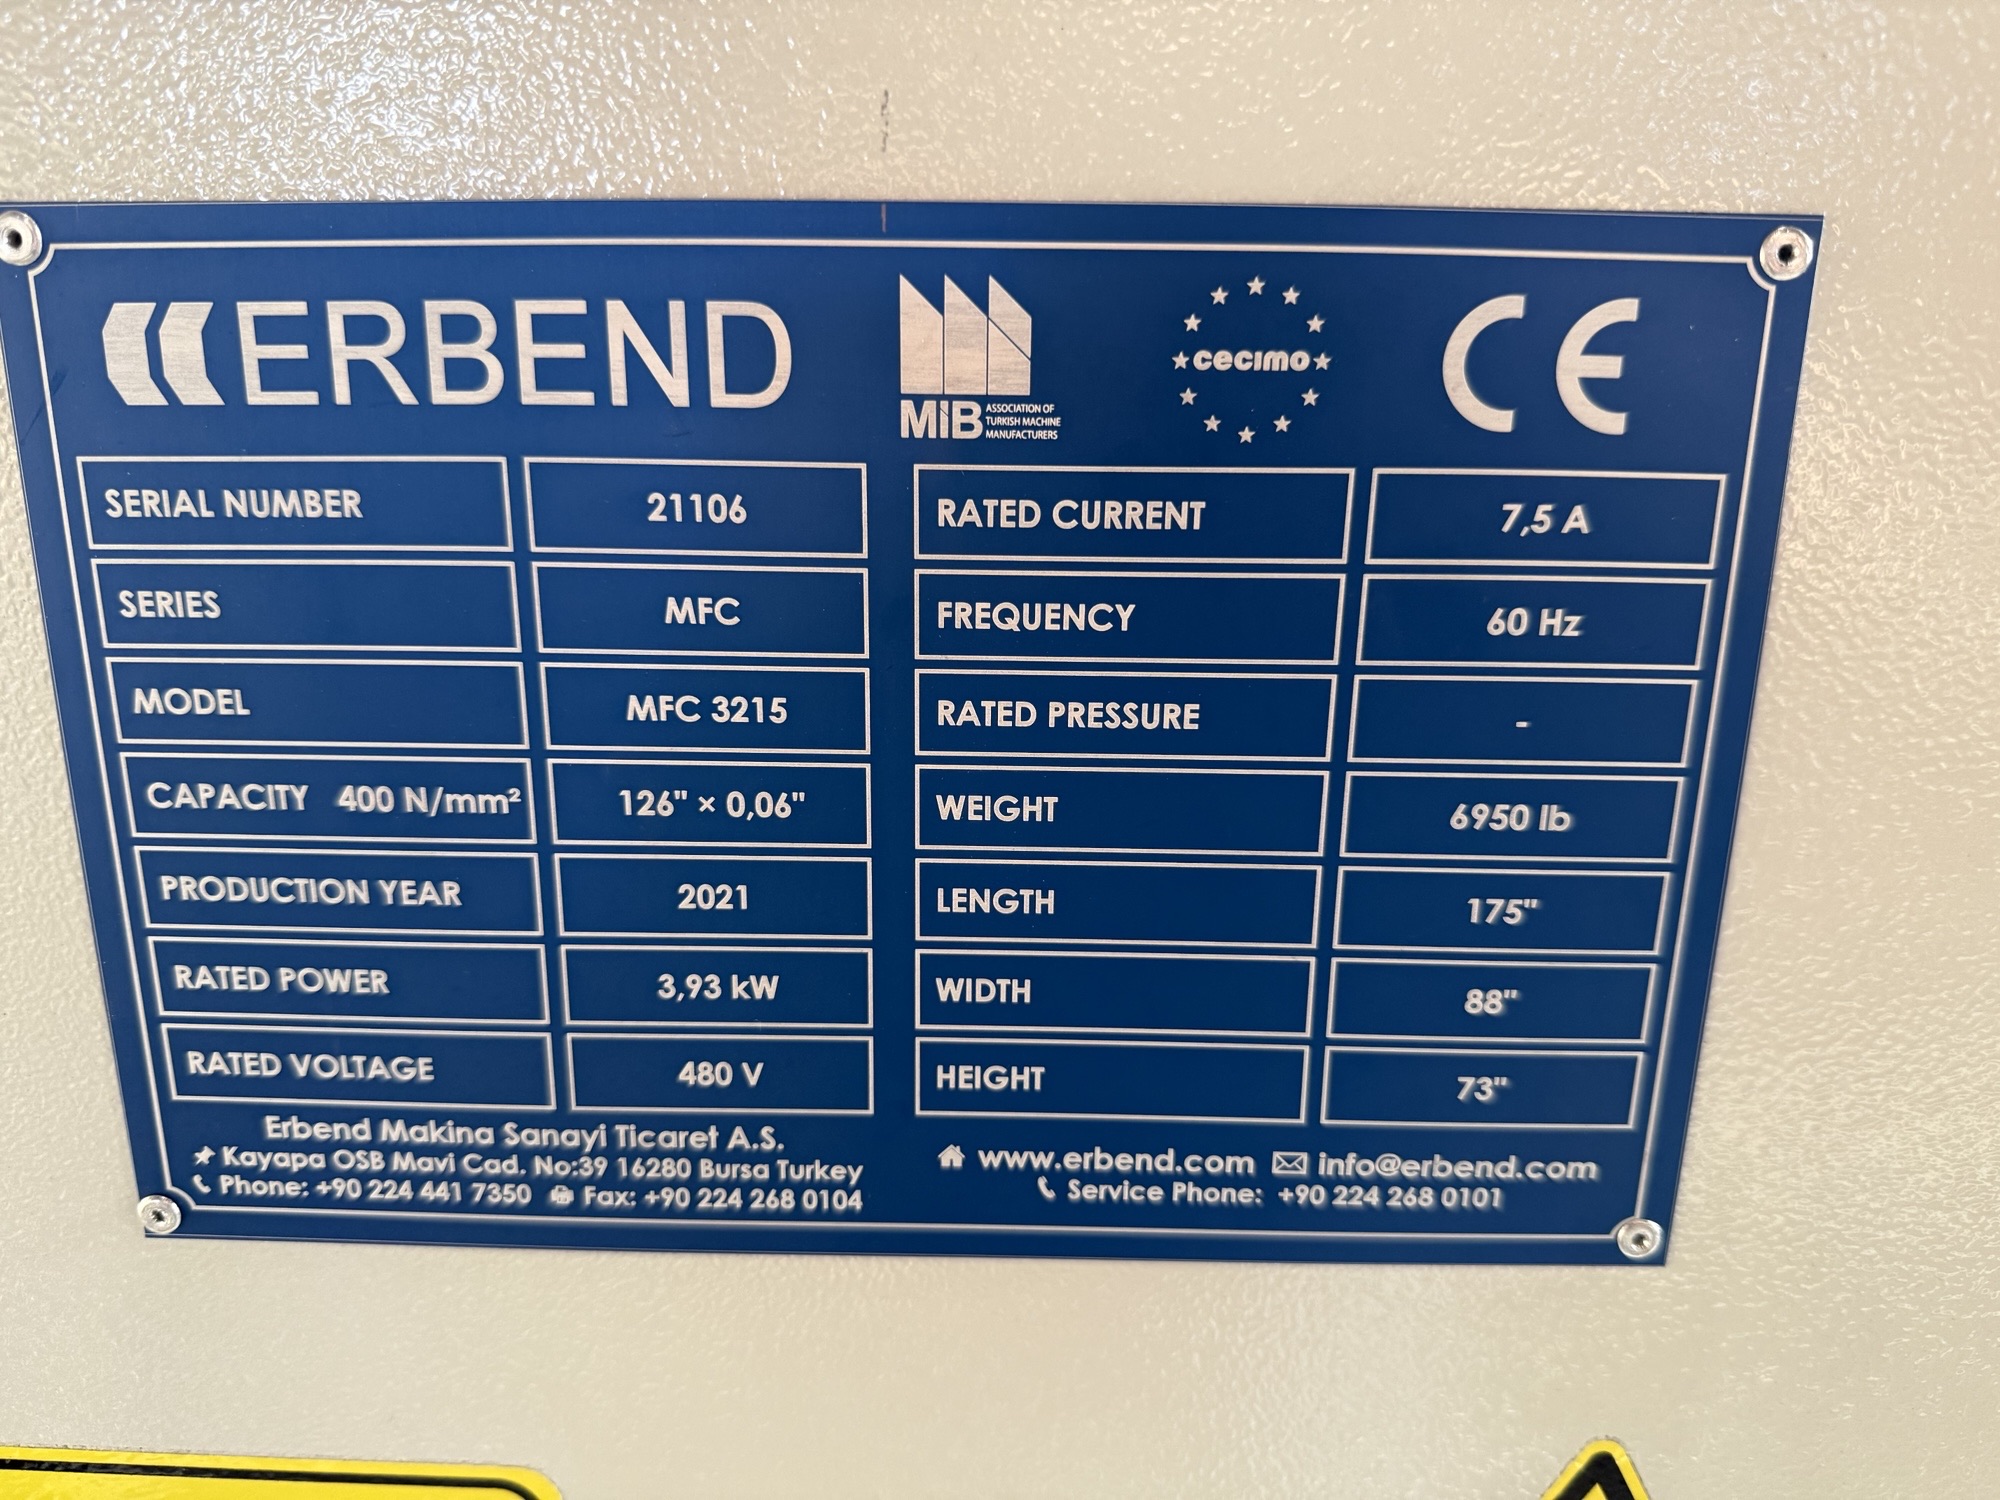 ERBEND
MIB ASSOCIATION OF
TURKISH MACHINE
MANUFACTURERS
cecimo
CE
SERIAL NUMBER 21106
SERIES MFC
MODEL MFC 3215
CAPACITY 400 N/mm² 126" × 0,06"
PRODUCTION YEAR 2021
RATED POWER 3,93 kW
RATED VOLTAGE 480 V
RATED CURRENT 7,5 A
FREQUENCY 60 Hz
RATED PRESSURE -
WEIGHT 6950 lb
LENGTH 175"
WIDTH 88"
HEIGHT 73"
Erbend Makina Sanayi Ticaret A.S.
Kayapa OSB Mavi Cad. No:39 16280 Bursa Turkey
Phone: +90 224 441 7350 Fax: +90 224 268 0104
www.erbend.com info@erbend.com
Service Phone: +90 224 268 0101